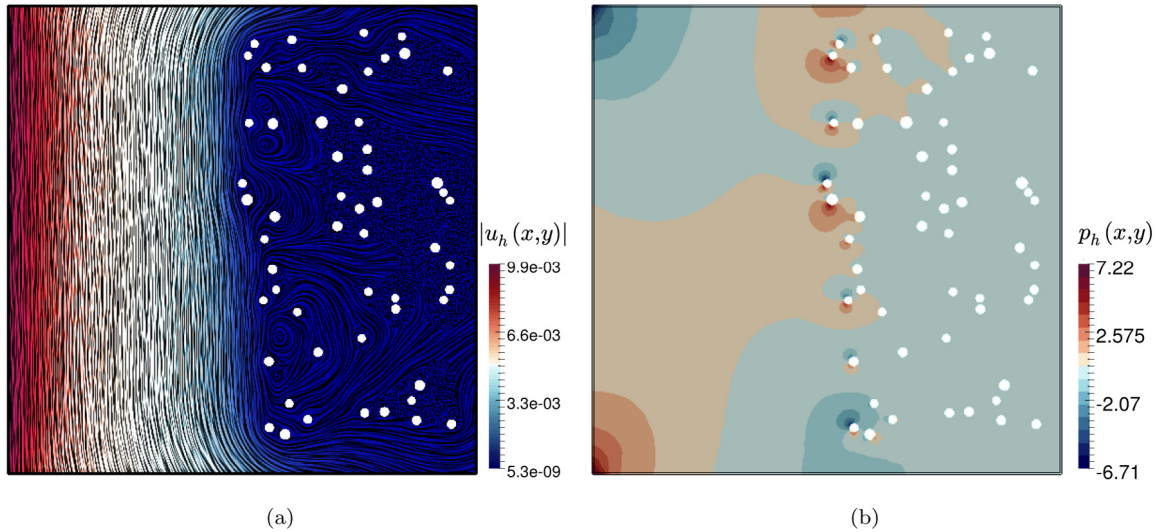 |u_h(x,y)|
9.9e-03
6.6e-03
3.3e-03
5.3e-09
p_h(x,y)
7.22
2.575
-2.07
-6.71
(a)
(b)